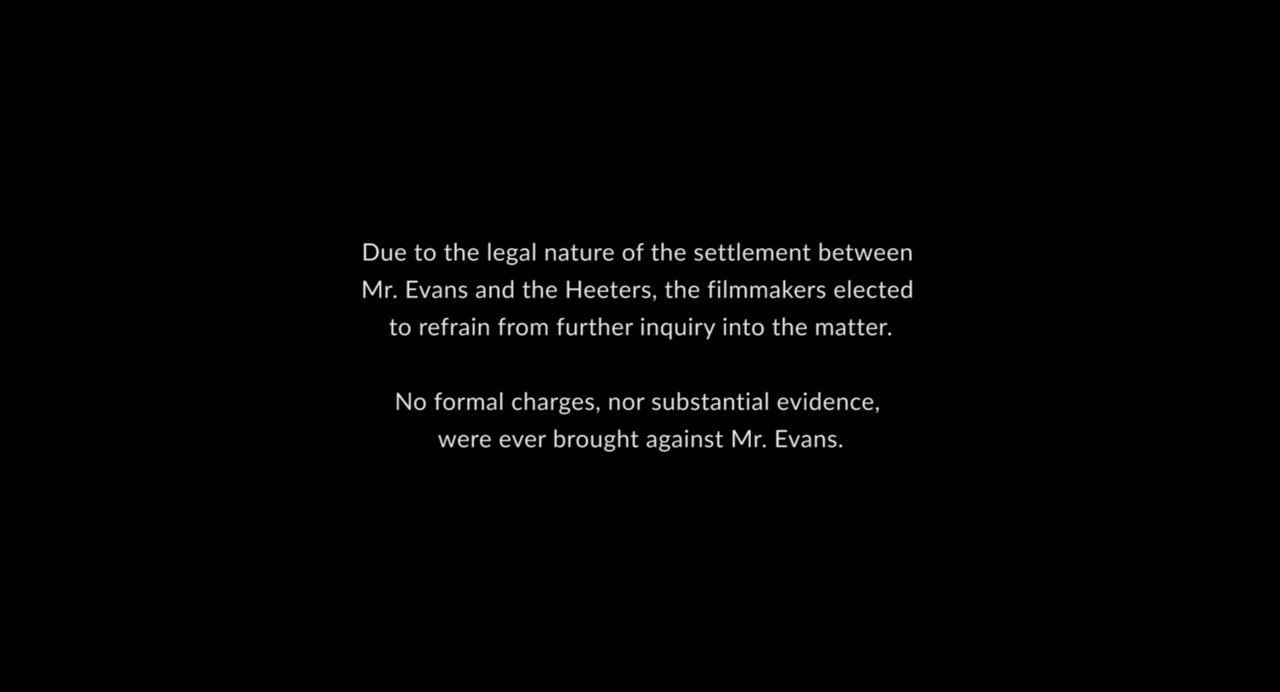 Due to the legal nature of the settlement between
Mr. Evans and the Heeters, the filmmakers elected
to refrain from further inquiry into the matter.
No formal charges, nor substantial evidence,
were ever brought against Mr. Evans.